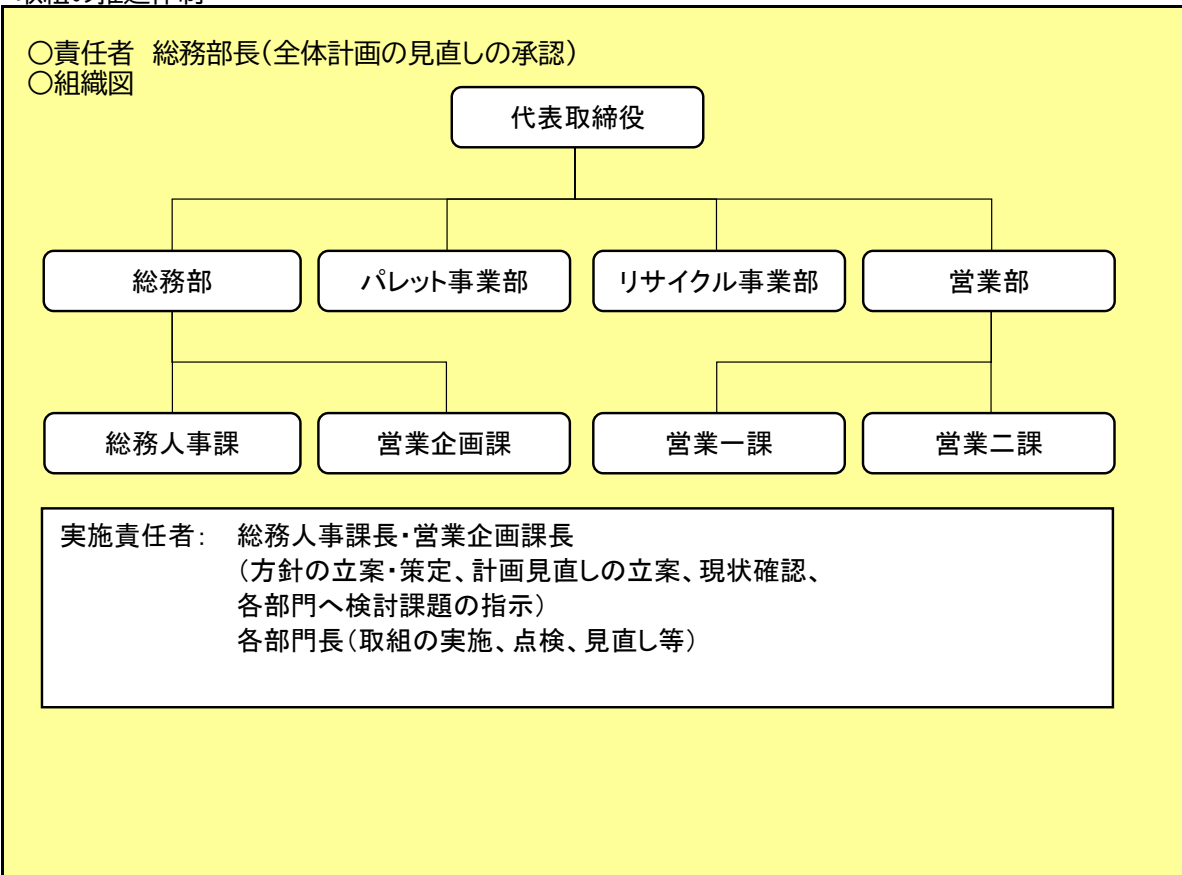 〇責任者　総務部長（全体計画の見直しの承認）
〇組織図
代表取締役
総務部
パレット事業部
リサイクル事業部
営業部
総務人事課
営業企画課
営業一課
営業二課
実施責任者：　総務人事課長・営業企画課長
（方針の立案・策定、計画見直しの立案、現状確認、
各部門へ検討課題の指示）
各部門長（取組の実施、点検、見直し等）